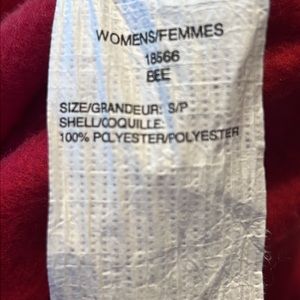 WOMENS/FEMMES
18566
BEE
SIZE/GRANDEUR: S/P
SHELL/COQUILLE:
100% POLYESTER/POLYESTER